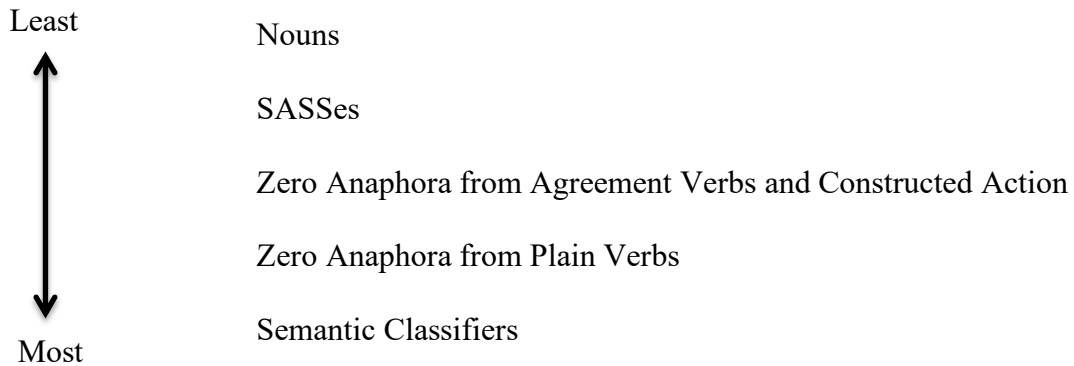 Least
Nouns
SASSes
Zero Anaphora from Agreement Verbs and Constructed Action
Zero Anaphora from Plain Verbs
Semantic Classifiers
Most